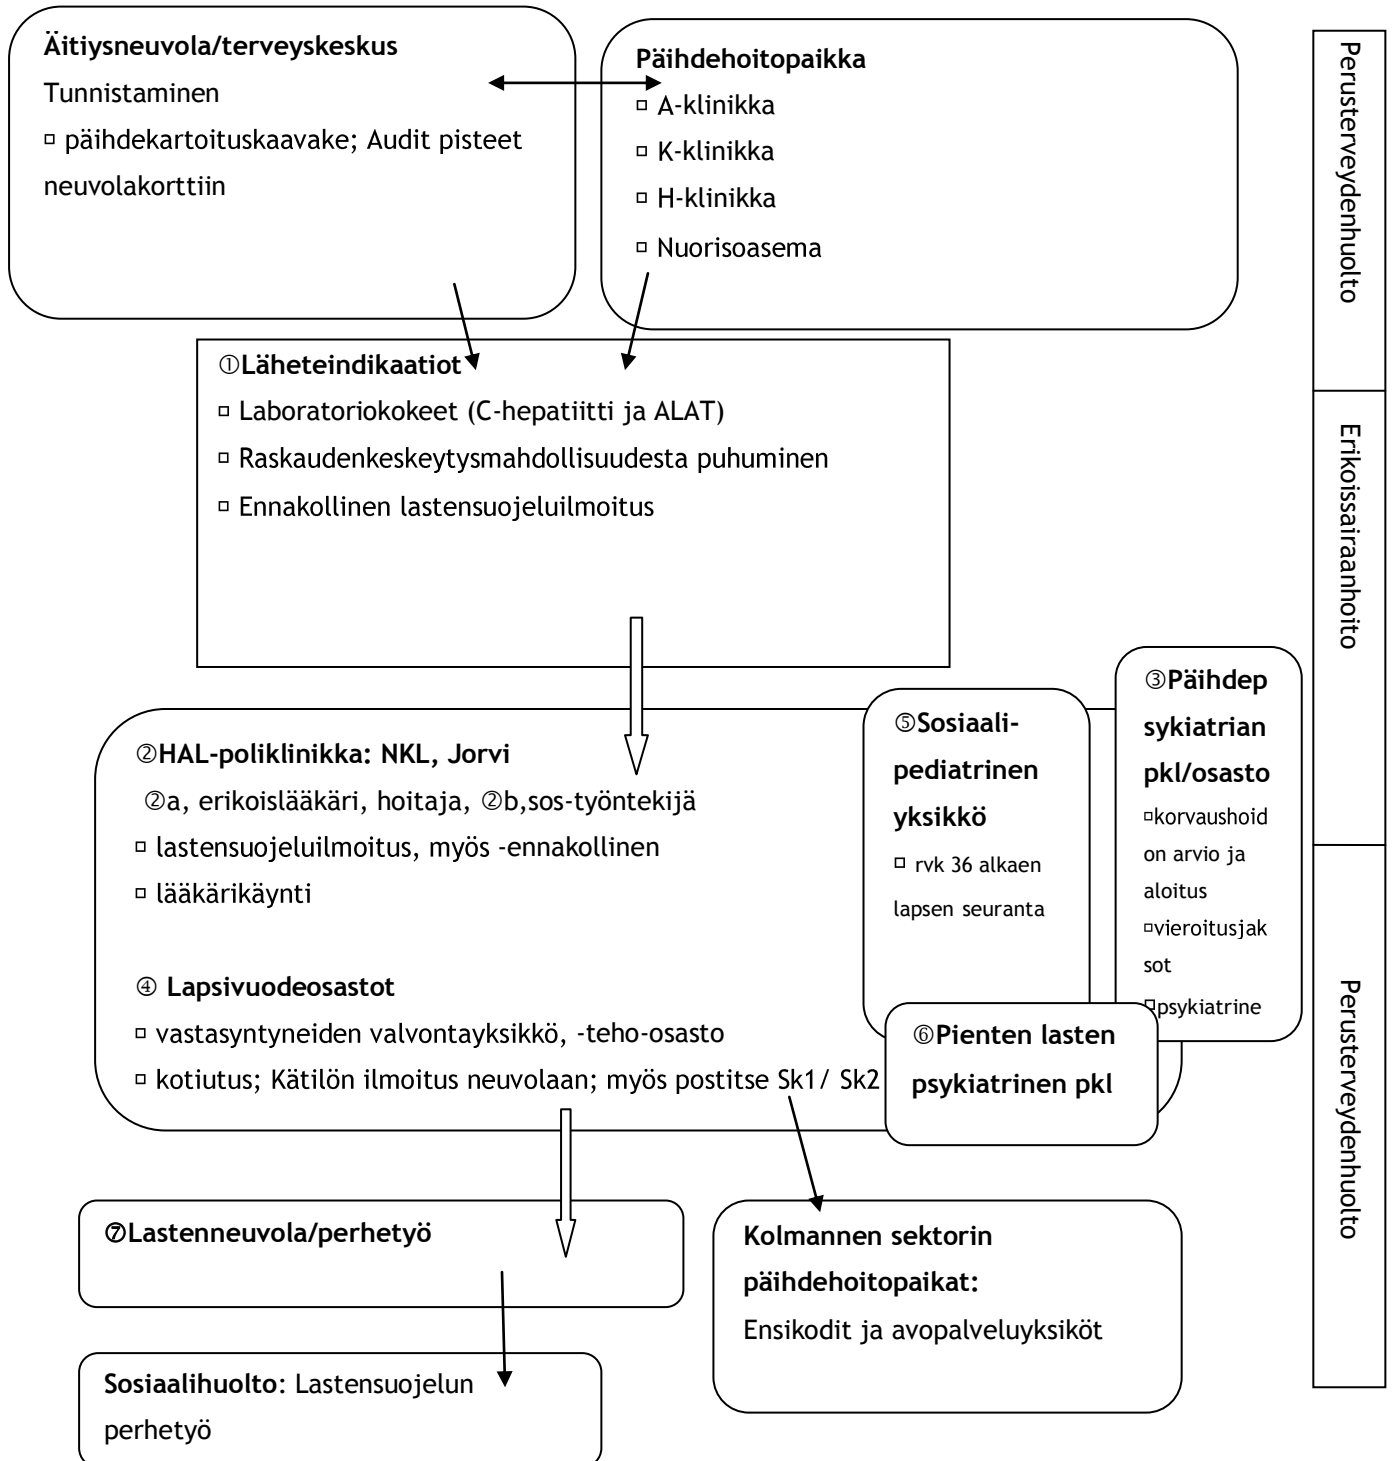 Äitiysneuvola/terveyskeskus
Tunnistaminen
▫ päihdekartoituskaavake; Audit pisteet
neuvolakorttiin
Päihdehoitopaikka
▫ A-klinikka
▫ K-klinikka
▫ H-klinikka
▫ Nuorisoasema
Perusterveydenhuolto
①Läheteindikaatiot
▫ Laboratoriokokeet (C-hepatiitti ja ALAT)
▫ Raskaudenkeskeytysmahdollisuudesta puhuminen
▫ Ennakollinen lastensuojeluilmoitus
Erikoissairaanhoito
②HAL-poliklinikka: NKL, Jorvi
②a, erikoislääkäri, hoitaja, ②b,sos-työntekijä
▫ lastensuojeluilmoitus, myös -ennakollinen
▫ lääkärikäynti
④ Lapsivuodeosastot
▫ vastasyntyneiden valvontayksikkö, -teho-osasto
▫ kotiutus; Kätilön ilmoitus neuvolaan; myös postitse Sk1/ Sk2
⑤Sosiaali-
pediatrinen
yksikkö
▫ rvk 36 alkaen
lapsen seuranta
③Päihdep
sykiatrian
pkl/osasto
▫korvaushoid
on arvio ja
aloitus
▫vieroitusjak
sot
▫psykiatrine
⑥Pienten lasten
psykiatrinen pkl
Perusterveydenhuolto
⑦Lastenneuvola/perhetyö
Kolmannen sektorin
päihdehoitopaikat:
Ensikodit ja avopalveluyksiköt
Sosiaalihuolto: Lastensuojelun
perhetyö